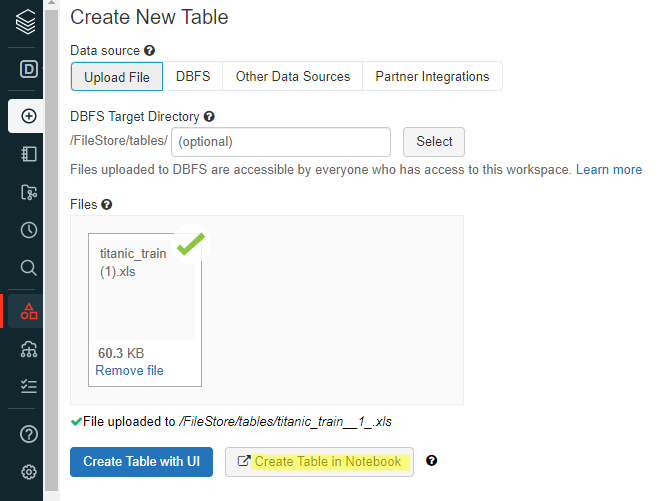 Create New Table
Data source
Upload File DBFS Other Data Sources Partner Integrations
DBFS Target Directory
/FileStore/tables/ (optional) Select
Files uploaded to DBFS are accessible by everyone who has access to this workspace. Learn more
Files
titanic_train
(1).xls
60.3 KB
Remove file
File uploaded to /FileStore/tables/titanic_train__1_.xls
Create Table with UI Create Table in Notebook
D